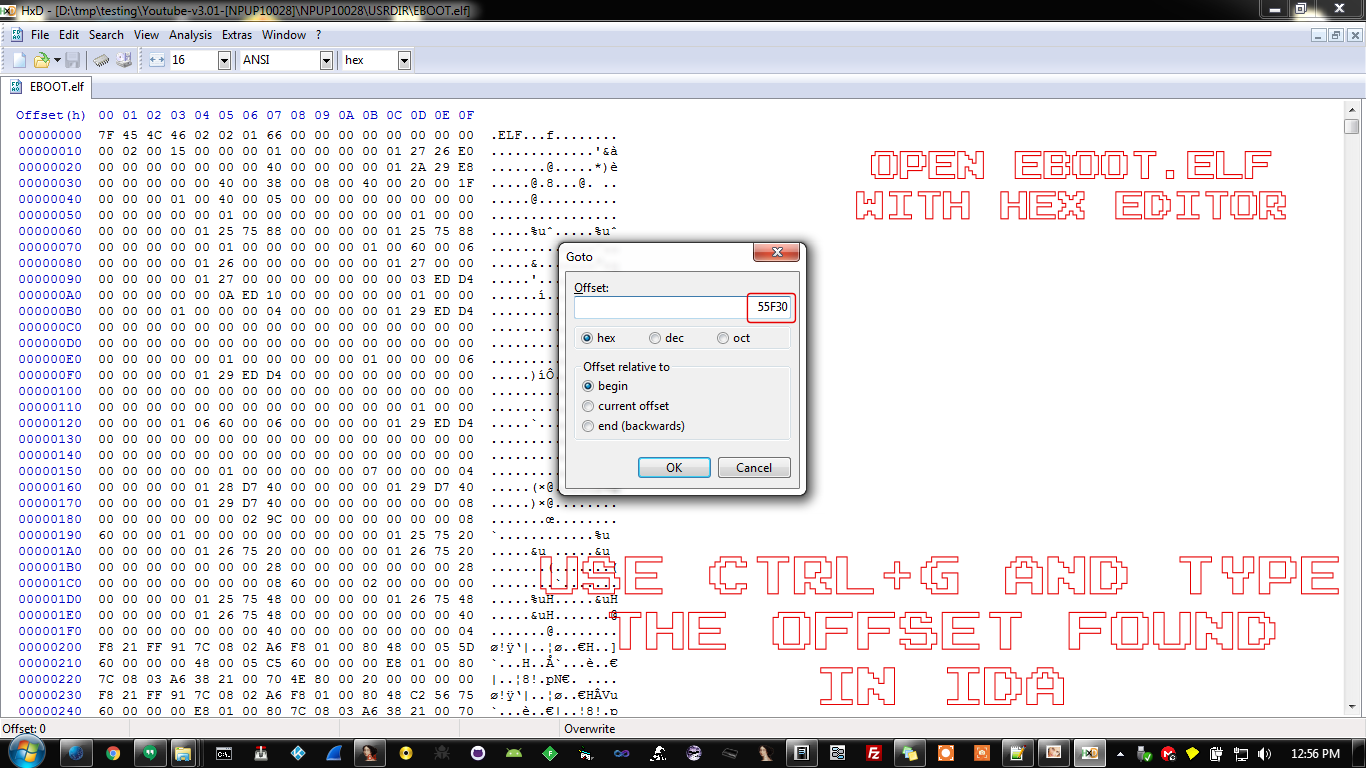 HxD - [D:\tmp\testing\Youtube-v3.01-[NPUP10028]\NPUP10028\USRDIR\EBOOT.elf]
File Edit Search View Analysis Extras Window ?
16 ANSI hex
EBOOT.elf
Offset(h) 00 01 02 03 04 05 06 07 08 09 0A 0B 0C 0D 0E 0F
00000000 7F 45 4C 46 02 02 01 66 00 00 00 00 00 00 00 00 .ELF...f........
00000010 00 02 00 15 00 00 00 01 00 00 00 00 01 27 26 E0 .............'&à
00000020 00 00 00 00 00 00 00 40 00 00 00 00 01 2A 29 E8 .......@.....*)è
00000030 00 00 00 00 00 40 00 38 00 08 00 40 00 20 00 1F .....@.8...@. ..
00000040 00 00 00 01 00 40 00 05 00 00 00 00 00 00 00 00 .....@..........
00000050 00 00 00 00 00 01 00 00 00 00 00 00 00 01 00 00 ................
00000060 00 00 00 00 01 25 75 88 00 00 00 00 01 25 75 88 .....%uˆ.....%uˆ
00000070 00 00 00 00 00 01 00 00 00 00 00 01 00 60 00 06
00000080 00 00 00 00 01 26 00 00 00 00 00 00 01 27 00 00 .....&
00000090 00 00 00 00 01 27 00 00 00 00 00 00 00 03 ED D4 .....'
000000A0 00 00 00 00 00 0A ED 10 00 00 00 00 00 01 00 00 ......í
000000B0 00 00 00 01 00 00 00 04 00 00 00 00 01 29 ED D4
000000C0 00 00 00 00 00 00 00 00 00 00 00 00 00 00 00 00
000000D0 00 00 00 00 00 00 00 00 00 00 00 00 00 00 00 00
000000E0 00 00 00 00 00 01 00 00 00 00 00 01 00 00 00 06
000000F0 00 00 00 00 01 29 ED D4 00 00 00 00 00 00 00 00 .....)íÔ
00000100 00 00 00 00 00 00 00 00 00 00 00 00 00 00 00 00
00000110 00 00 00 00 00 00 00 00 00 00 00 00 00 01 00 00
00000120 00 00 00 01 06 60 00 06 00 00 00 00 01 29 ED D4 .....`
00000130 00 00 00 00 00 00 00 00 00 00 00 00 00 00 00 00
00000140 00 00 00 00 00 00 00 00 00 00 00 00 00 00 00 00
00000150 00 00 00 00 00 01 00 00 00 00 00 07 00 00 00 04
00000160 00 00 00 00 01 28 D7 40 00 00 00 00 01 29 D7 40 .....(×@
00000170 00 00 00 00 01 29 D7 40 00 00 00 00 00 00 00 00 .....)×@
00000180 00 00 00 00 00 00 02 9C 00 00 00 00 00 00 00 08 .......œ........
00000190 60 00 00 01 00 00 00 00 00 00 00 00 01 25 75 20 `............%u
000001A0 00 00 00 00 01 26 75 20 00 00 00 00 01 26 75 20 .....&u .....&u
000001B0 00 00 00 00 00 00 00 28 00 00 00 00 00 00 00 28 .......(.......(
000001C0 00 00 00 00 00 00 00 08 60 00 00 02 00 00 00 00 ........`.......
000001D0 00 00 00 00 01 25 75 48 00 00 00 00 01 26 75 48 .....%uH.....&uH
000001E0 00 00 00 00 01 26 75 48 00 00 00 00 00 00 00 40 .....&uH.......@
000001F0 00 00 00 00 00 00 00 40 00 00 00 00 00 00 00 04 .......@........
00000200 F8 21 FF 91 7C 08 02 A6 F8 01 00 80 48 00 05 5D ø!ÿ‘|..¦ø..€H..]
00000210 60 00 00 00 48 00 C5 60 00 00 00 E8 01 00 80 `...H..Å`...è..€
00000220 7C 08 03 A6 38 21 00 70 4E 80 00 20 00 00 00 00 |..¦8!.pN€. ....
00000230 F8 21 FF 91 7C 08 02 A6 F8 01 00 80 48 C2 56 75 ø!ÿ‘|..¦ø..€HÂVu
00000240 60 00 00 00 E8 01 00 80 7C 08 03 A6 38 21 00 70 `...è..€|..¦8!.p
OPEN EBOOT.ELF
WITH HEX EDITOR
Goto
Offset:
55F30
hex dec oct
Offset relative to
begin
current offset
end (backwards)
OK Cancel
USE CTRL+G AND TYPE
THE OFFSET FOUND
IN IDA
Offset: 0 Overwrite
12:56 PM